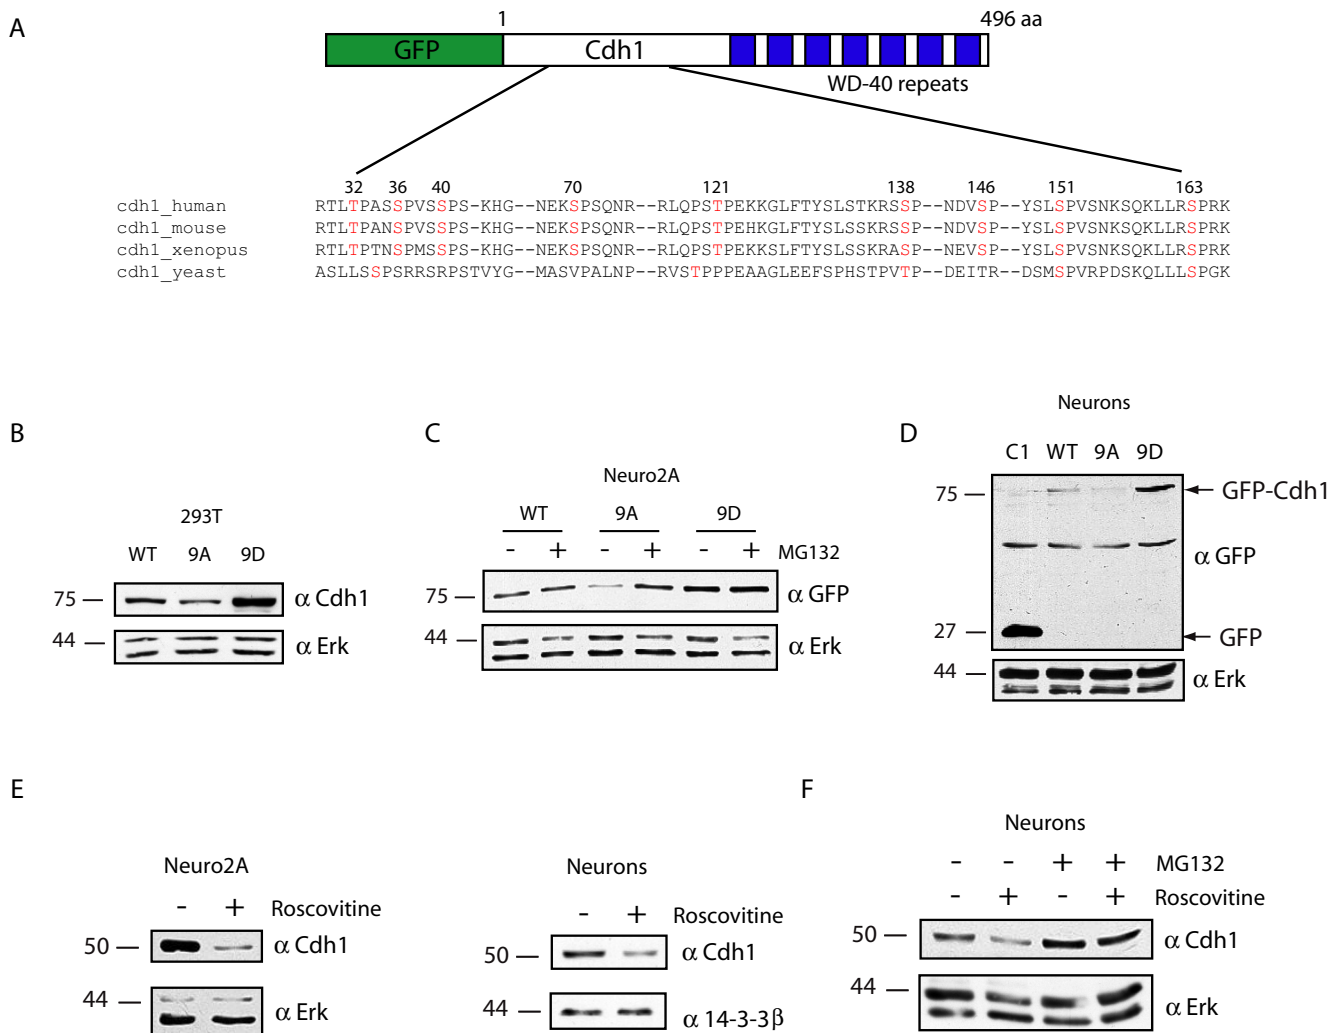 A
1
496 aa
GFP
Cdh1
WD-40 repeats
32 36 40 70 121 138 146 151 163
cdh1_human RTLTPASSPVSSPS-KHG--NEKSPSQNR--RLQPSTPEKKGLFTYSLSTKRSSP--NDVSP--YSLSPVSNKSQKLLRSPRK
cdh1_mouse RTLTPANSPVSSPS-KHG--NEKSPSQNR--RLQPSTPEHKGLFTYSLSTKRSSP--NDVSP--YSLSPVSNKSQKLLRSPRK
cdh1_xenopus RTLTPTNSPMSSPS-KHG--NEKSPSQNR--RLQPSTPEKKSLFTYSLSSKRASP--NEVSP--YSLSPVSNKSQKLLRSPRK
cdh1_yeast ASLLSPSRRSRPSTVYG--MASVPALNP--RVSTPPPEAAGLEEFSPHSTPVTP--DEITR--DSMSPVRPDSKQLLLSPGK
B
293T
WT 9A 9D
75
α Cdh1
44
α Erk
C
Neuro2A
WT 9A 9D
- + - + - + MG132
75
α GFP
44
α Erk
D
Neurons
C1 WT 9A 9D
75
GFP-Cdh1
α GFP
27
GFP
44
α Erk
E
Neuro2A
- + Roscovitine
50
α Cdh1
44
α Erk
Neurons
- + Roscovitine
50
α Cdh1
44
α 14-3-3β
F
Neurons
- - + + MG132
- + - + Roscovitine
50
α Cdh1
44
α Erk